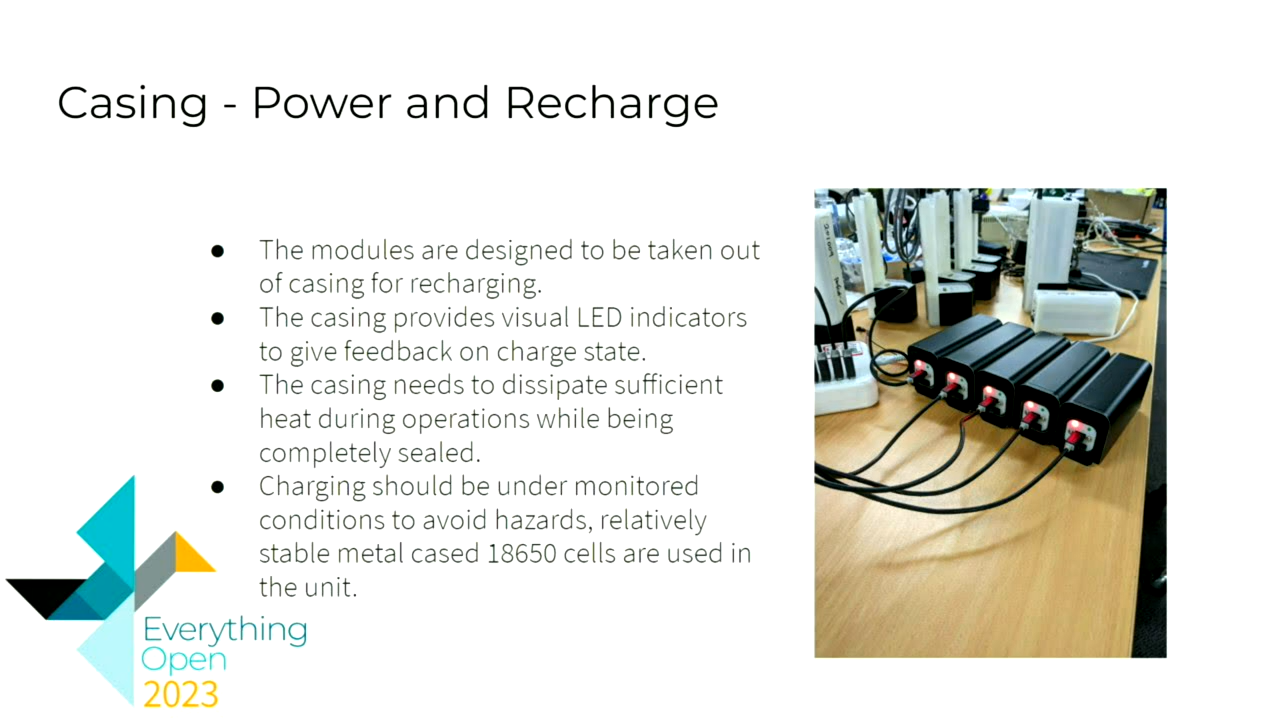 Casing - Power and Recharge
● The modules are designed to be taken out
of casing for recharging.
● The casing provides visual LED indicators
to give feedback on charge state.
● The casing needs to dissipate sufficient
heat during operations while being
completely sealed.
● Charging should be under monitored
conditions to avoid hazards, relatively
stable metal cased 18650 cells are used in
the unit.
Everything
Open
2023